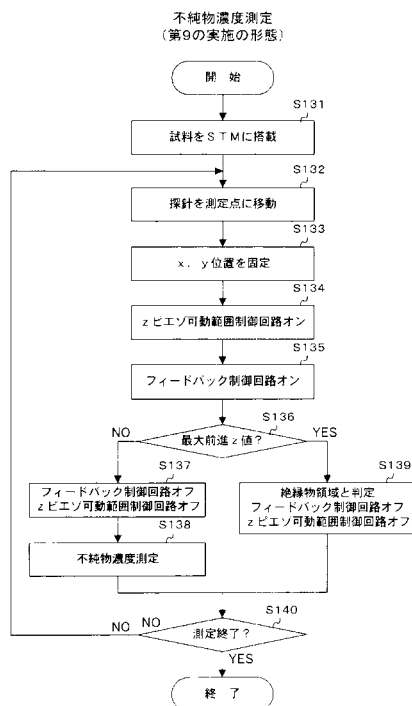 不純物濃度測定
(第9の実施の形態)
開 始
S131
試料をSTMに搭載
S132
探針を測定点に移動
S133
x．y位置を固定
S134
zピエゾ可動範囲制御回路オン
S135
フィードバック制御回路オン
S136
最大前進z値？
NO
YES
S137
フィードバック制御回路オフ
zピエゾ可動範囲制御回路オフ
S139
絶縁物領域と判定
フィードバック制御回路オフ
zピエゾ可動範囲制御回路オフ
S138
不純物濃度測定
S140
NO NO
測定終了？
YES
終 了